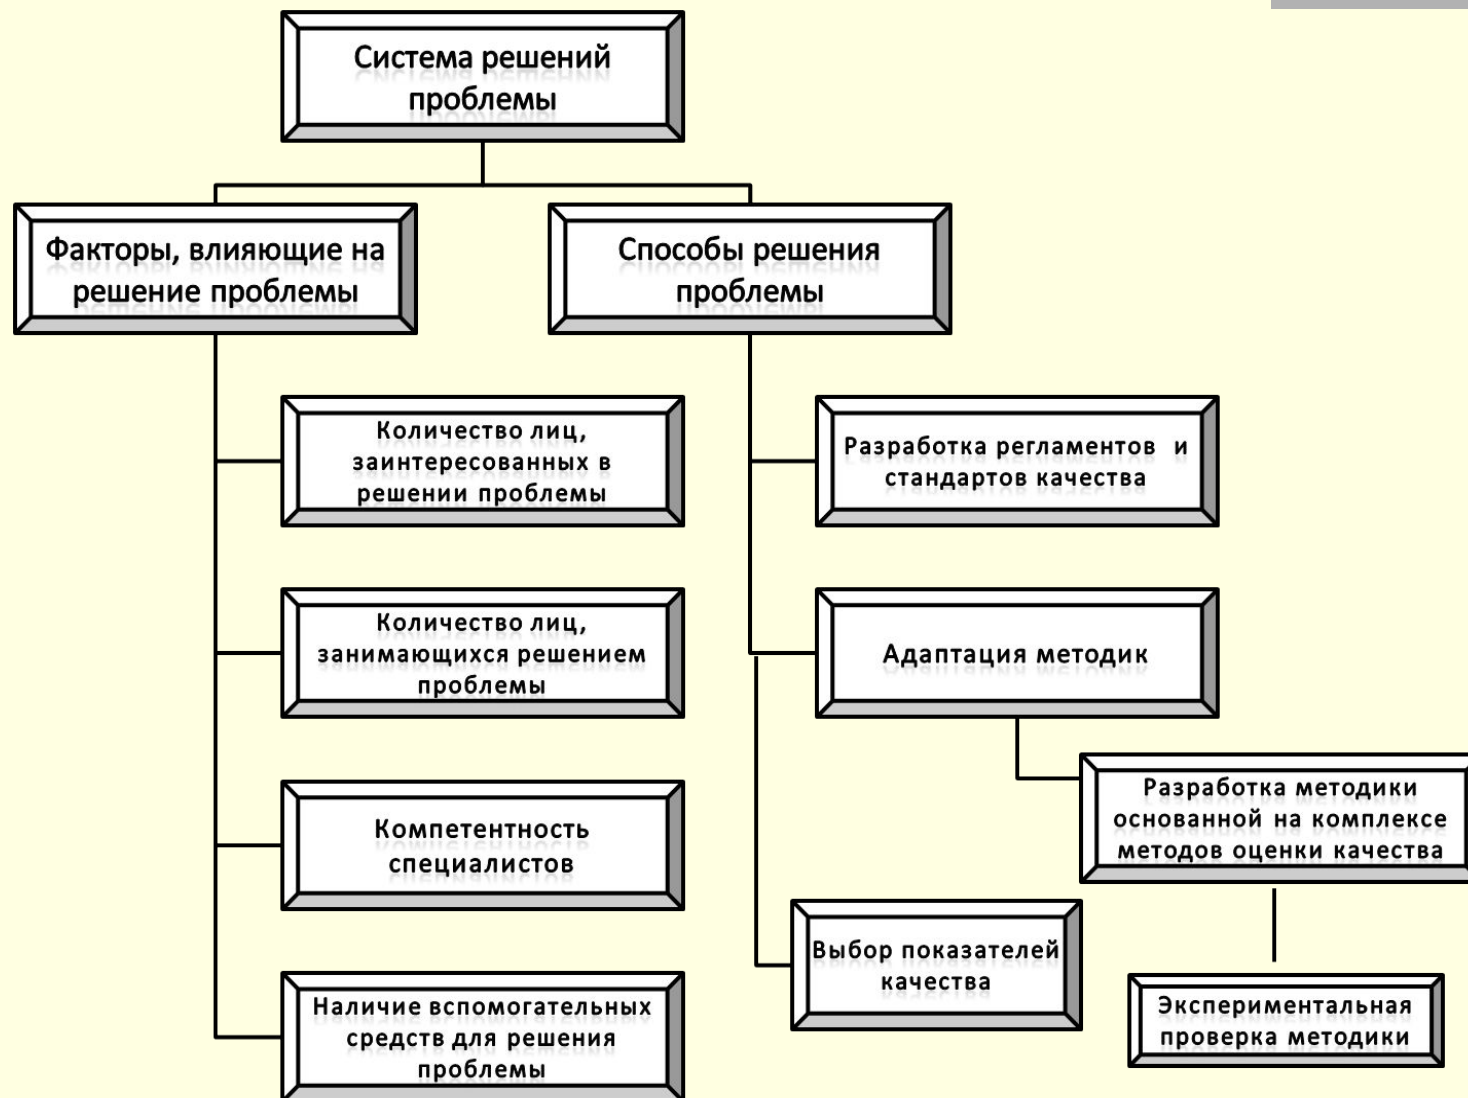 Система решений
проблемы
Факторы, влияющие на
решение проблемы
Способы решения
проблемы
Количество лиц,
заинтересованных в
решении проблемы
Разработка регламентов и
стандартов качества
Количество лиц,
занимающихся решением
проблемы
Адаптация методик
Разработка методики
основанной на комплексе
методов оценки качества
Компетентность
специалистов
Выбор показателей
качества
Наличие вспомогательных
средств для решения
проблемы
Экспериментальная
проверка методики